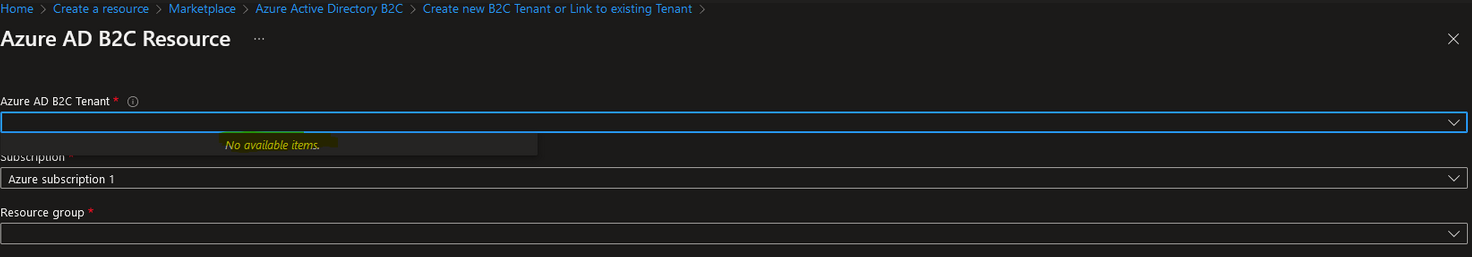 Home > Create a resource > Marketplace > Azure Active Directory B2C > Create new B2C Tenant or Link to existing Tenant >
Azure AD B2C Resource ...
Azure AD B2C Tenant *
No available items.
Subscription *
Azure subscription 1
Resource group *